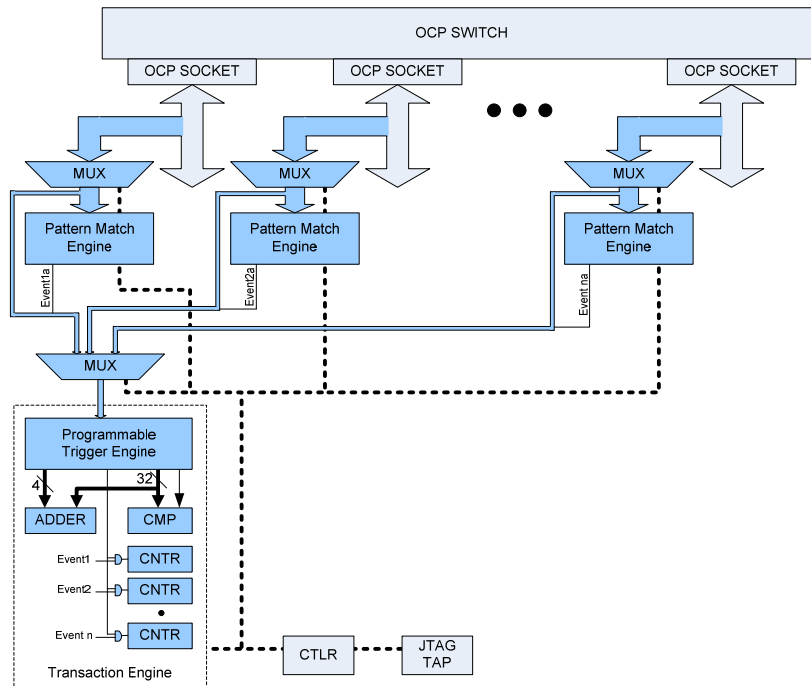 OCP SWITCH
OCP SOCKET
OCP SOCKET
OCP SOCKET
MUX
MUX
MUX
Pattern Match
Engine
Pattern Match
Engine
Pattern Match
Engine
Event1a
Event2a
Event na
MUX
Programmable
Trigger Engine
4
32
ADDER
CMP
Event1
CNTR
Event2
CNTR
Event n
CNTR
Transaction Engine
CTLR
JTAG
TAP